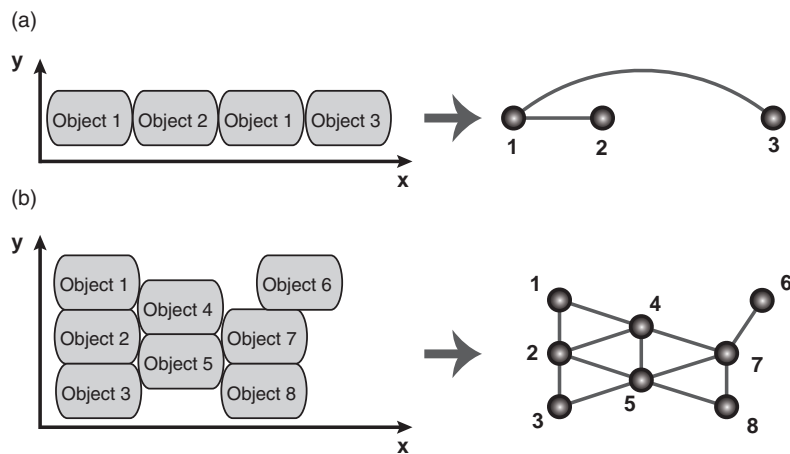 (a)
y
Object 1 Object 2 Object 1 Object 3
x
1 2 3
(b)
y
Object 1 Object 6
Object 4
Object 2 Object 7
Object 5
Object 3 Object 8
x
1 6
4
2 7
5
3 8